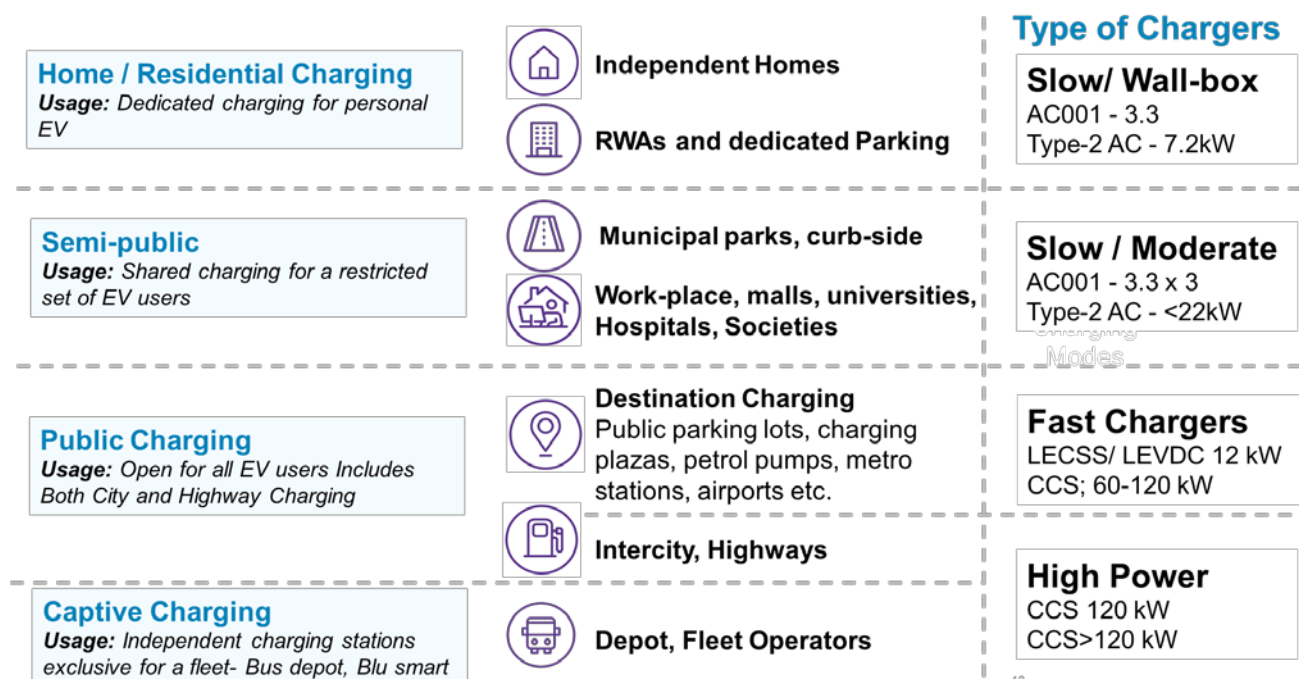 Type of Chargers
Home / Residential Charging
Usage: Dedicated charging for personal
EV
Independent Homes
RWAs and dedicated Parking
Slow/ Wall-box
AC001 - 3.3
Type-2 AC - 7.2kW
Semi-public
Usage: Shared charging for a restricted
set of EV users
Municipal parks, curb-side
Work-place, malls, universities,
Hospitals, Societies
Slow / Moderate
AC001 - 3.3 x 3
Type-2 AC - <22kW
Charging
Modes
Public Charging
Usage: Open for all EV users Includes
Both City and Highway Charging
Destination Charging
Public parking lots, charging
plazas, petrol pumps, metro
stations, airports etc.
Intercity, Highways
Fast Chargers
LECSS/ LEVDC 12 kW
CCS; 60-120 kW
High Power
CCS 120 kW
CCS>120 kW
Captive Charging
Usage: Independent charging stations
exclusive for a fleet- Bus depot, Blu smart
Depot, Fleet Operators